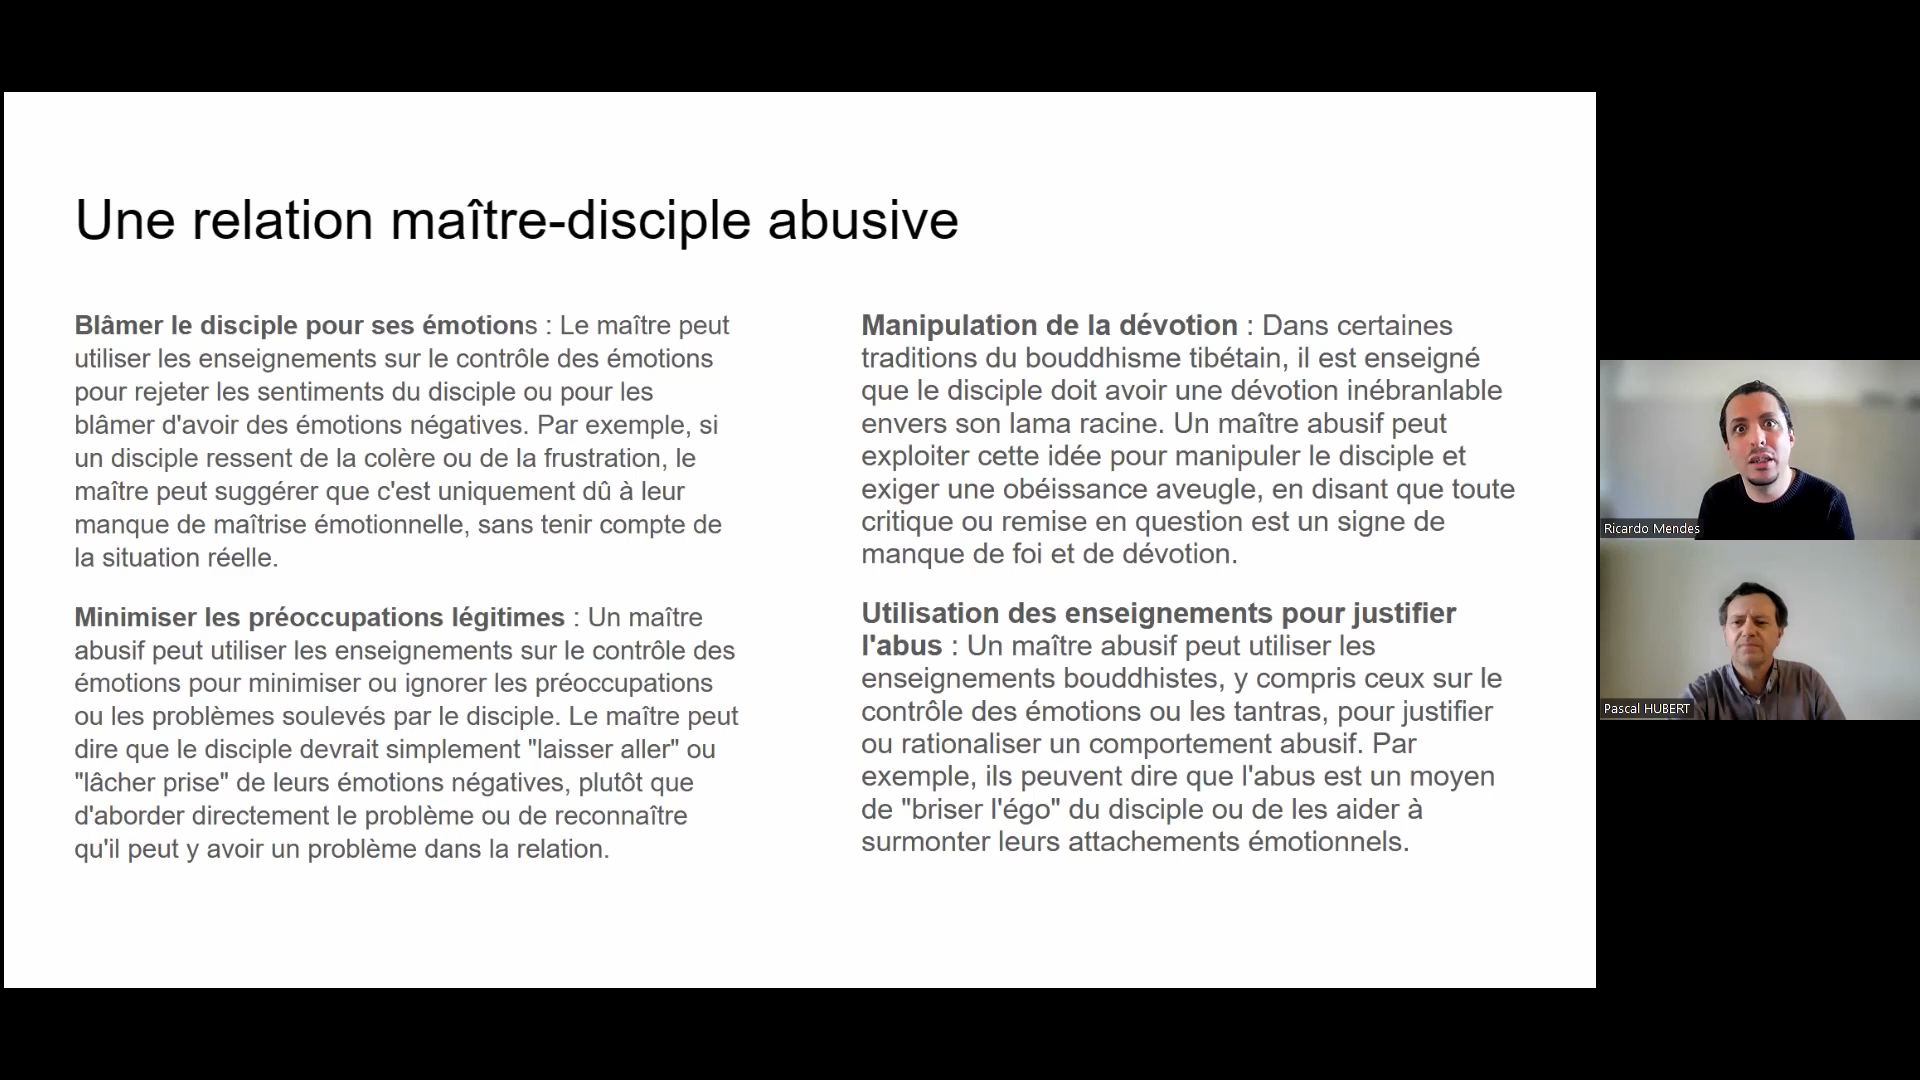 Une relation maître-disciple abusive
Blâmer le disciple pour ses émotions : Le maître peut
utiliser les enseignements sur le contrôle des émotions
pour rejeter les sentiments du disciple ou pour les
blâmer d'avoir des émotions négatives. Par exemple, si
un disciple ressent de la colère ou de la frustration, le
maître peut suggérer que c'est uniquement dû à leur
manque de maîtrise émotionnelle, sans tenir compte de
la situation réelle.
Minimiser les préoccupations légitimes : Un maître
abusif peut utiliser les enseignements sur le contrôle des
émotions pour minimiser ou ignorer les préoccupations
ou les problèmes soulevés par le disciple. Le maître peut
dire que le disciple devrait simplement "laisser aller" ou
"lâcher prise" de leurs émotions négatives, plutôt que
d'aborder directement le problème ou de reconnaître
qu'il peut y avoir un problème dans la relation.
Manipulation de la dévotion : Dans certaines
traditions du bouddhisme tibétain, il est enseigné
que le disciple doit avoir une dévotion inébranlable
envers son lama racine. Un maître abusif peut
exploiter cette idée pour manipuler le disciple et
exiger une obéissance aveugle, en disant que toute
critique ou remise en question est un signe de
manque de foi et de dévotion.
Utilisation des enseignements pour justifier
l'abus : Un maître abusif peut utiliser les
enseignements bouddhistes, y compris ceux sur le
contrôle des émotions ou les tantras, pour justifier
ou rationaliser un comportement abusif. Par
exemple, ils peuvent dire que l'abus est un moyen
de "briser l'égo" du disciple ou de les aider à
surmonter leurs attachements émotionnels.
Ricardo Mendes
Pascal HUBERT